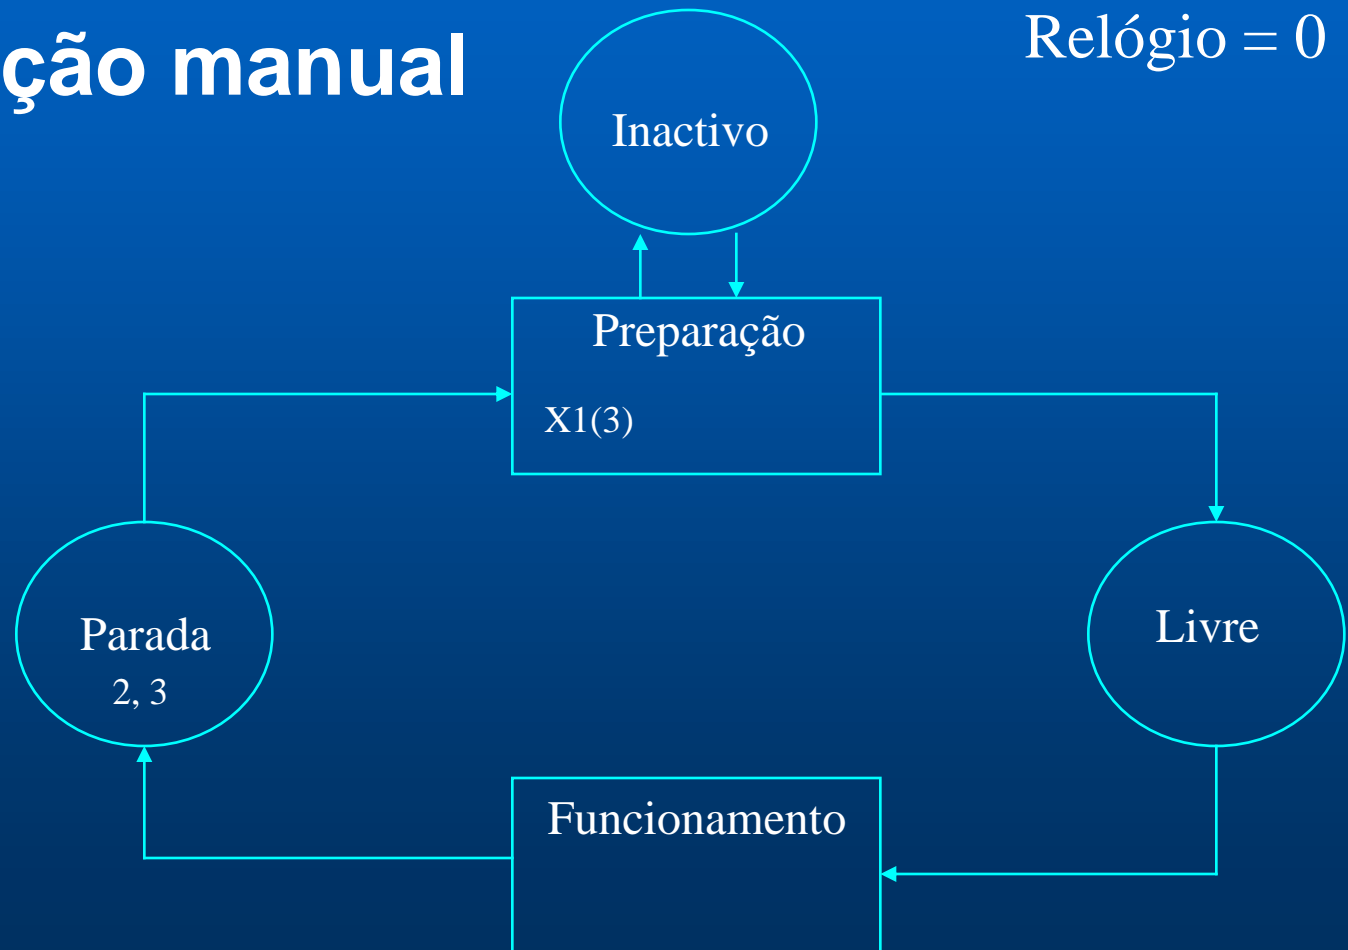 ção manual
Relógio = 0
Inactivo
Preparação
X1(3)
Parada
2, 3
Livre
Funcionamento